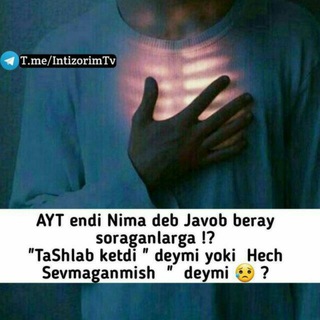 T.me/IntizorimTv
AYT endi Nima deb Javob beray
soraganlarga !?
"TaShlab ketdi " deymi yoki Hech
Sevmaganmish " deymi 😥 ?